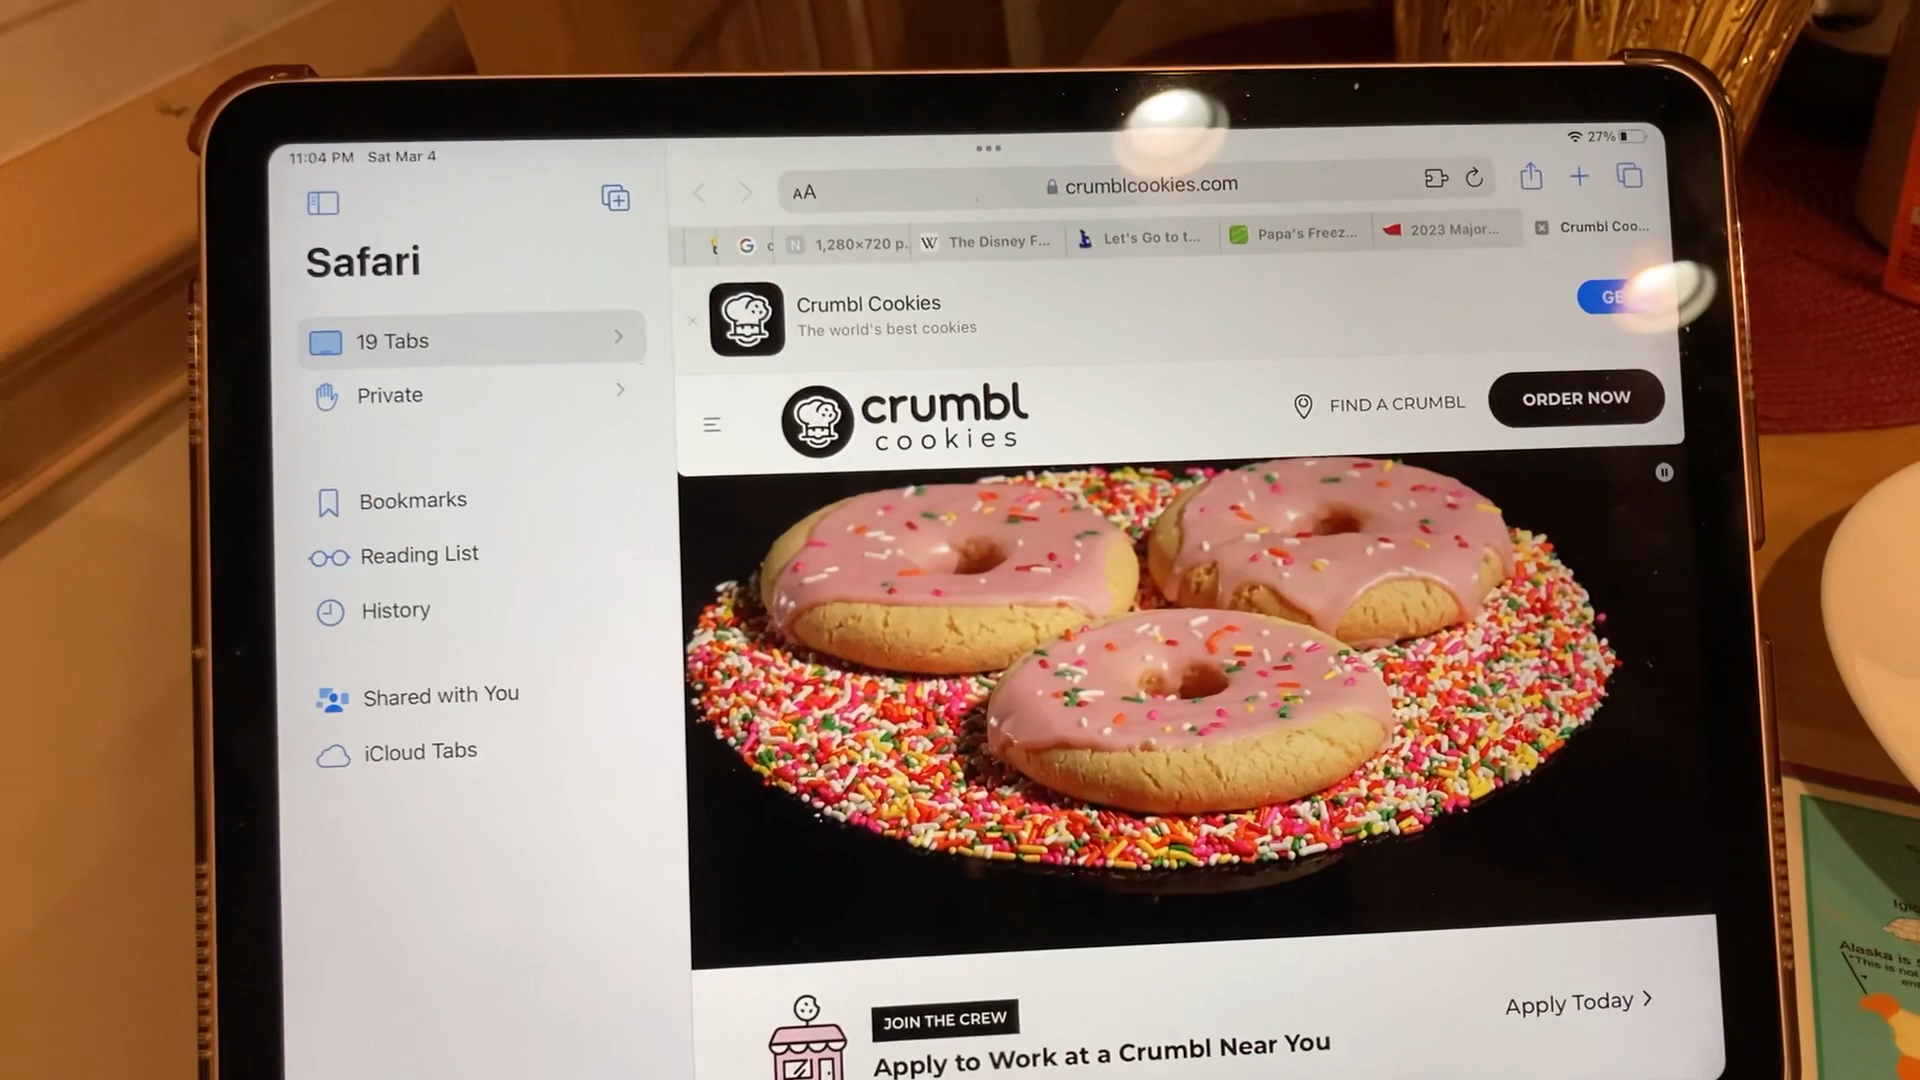 11:04 PM Sat Mar 4
27%
Safari
19 Tabs
Private
Bookmarks
Reading List
History
Shared with You
iCloud Tabs
AA
crumblcookies.com
1,280×720 p.
The Disney F...
Let's Go to t...
Papa's Freez...
2023 Major...
Crumbl Coo...
Crumbl Cookies
The world's best cookies
crumbl
cookies
FIND A CRUMBL
ORDER NOW
JOIN THE CREW
Apply to Work at a Crumbl Near You
Apply Today
Alaska is